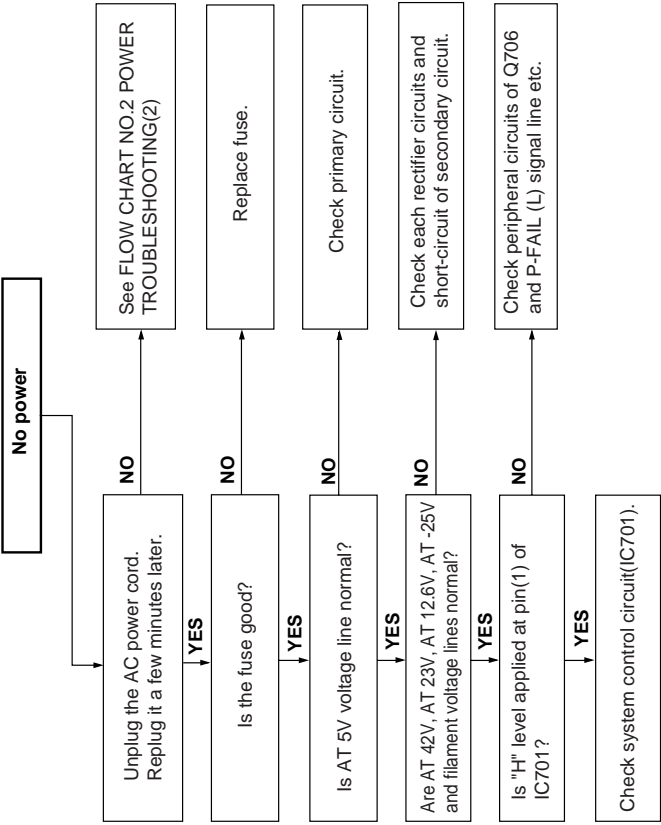 No power
Unplug the AC power cord.
Replug it a few minutes later.
NO
See FLOW CHART NO.2 POWER
TROUBLESHOOTING(2)
YES
Is the fuse good?
NO
Replace fuse.
YES
Is AT 5V voltage line normal?
NO
Check primary circuit.
YES
Are AT 42V, AT 23V, AT 12.6V, AT -25V
and filament voltage lines normal?
NO
Check each rectifier circuits and
short-circuit of secondary circuit.
YES
Is "H" level applied at pin(1) of
IC701?
NO
Check peripheral circuits of Q706
and P-FAIL (L) signal line etc.
YES
Check system control circuit(IC701).